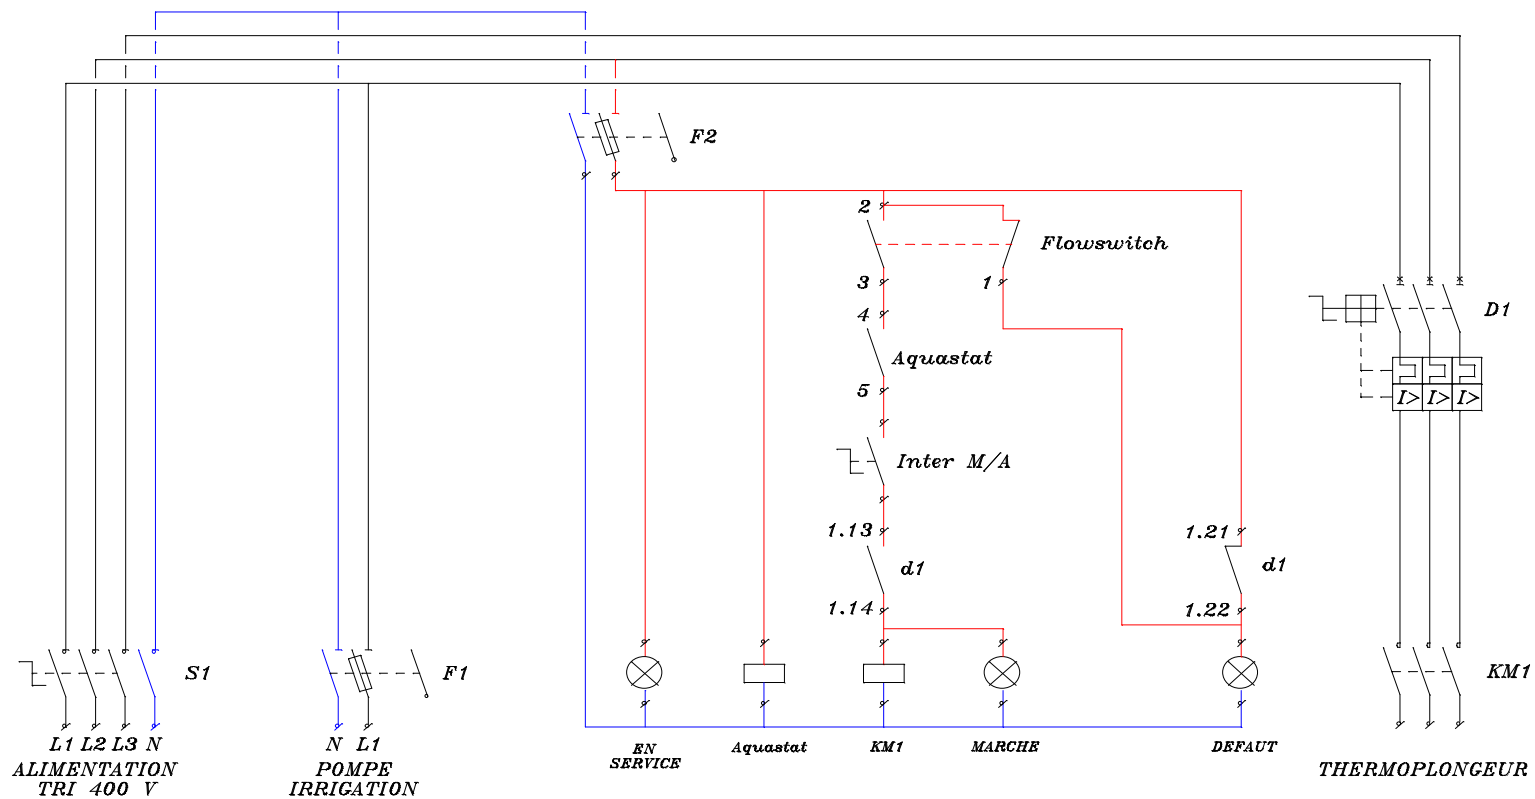 F2
2
Flowswitch
3
1
4
D1
Aquastat
5
I> I> I>
Inter M/A
1.13
1.21
d1
d1
1.14
1.22
S1
F1
KM1
L1 L2 L3 N
N L1
EN
SERVICE
Aquastat
KM1
MARCHE
DEFAUT
ALIMENTATION
TRI 400 V
POMPE
IRRIGATION
THERMOPLONGEUR